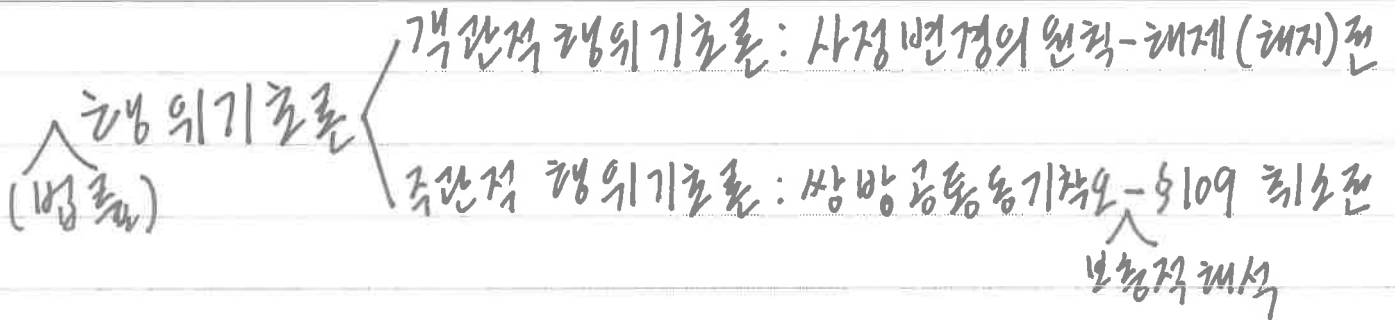 객관적 행위기초론: 사정변경의 원칙-해제(해지)권
행위기초론
(법률)
주관적 행위기초론: 쌍방공통동기착오-§109 취소권
보충적 해석